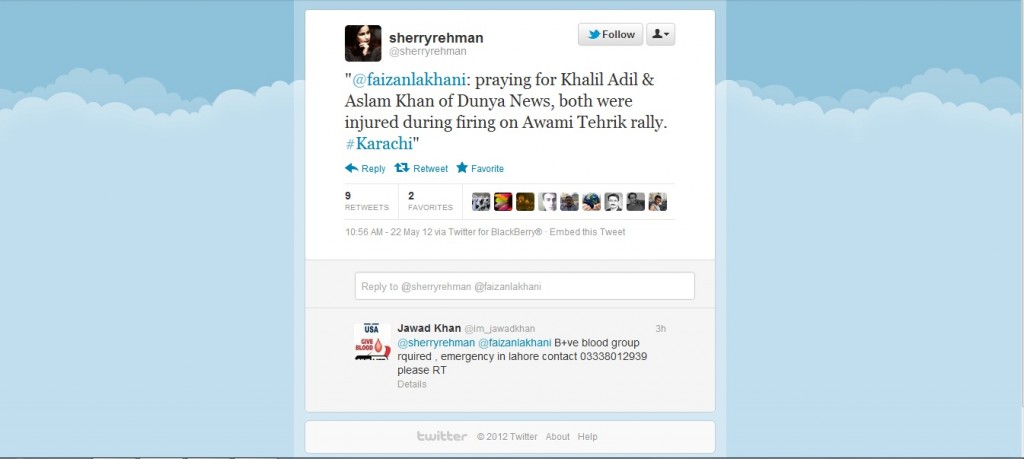 sherryrehman
@sherryrehman
Follow
"@faizanlakhani: praying for Khalil Adil &
Aslam Khan of Dunya News, both were
injured during firing on Awami Tehrik rally.
#Karachi"
Reply Retweet Favorite
9 2
RETWEETS FAVORITES
10:56 AM - 22 May 12 via Twitter for BlackBerry® · Embed this Tweet
Reply to @sherryrehman @faizanlakhani
USA
GIVE
BLOOD
Jawad Khan @im_jawadkhan 3h
@sherryrehman @faizanlakhani B+ve blood group
rquired , emergency in lahore contact 03338012939
please RT
Details
twitter © 2012 Twitter About Help